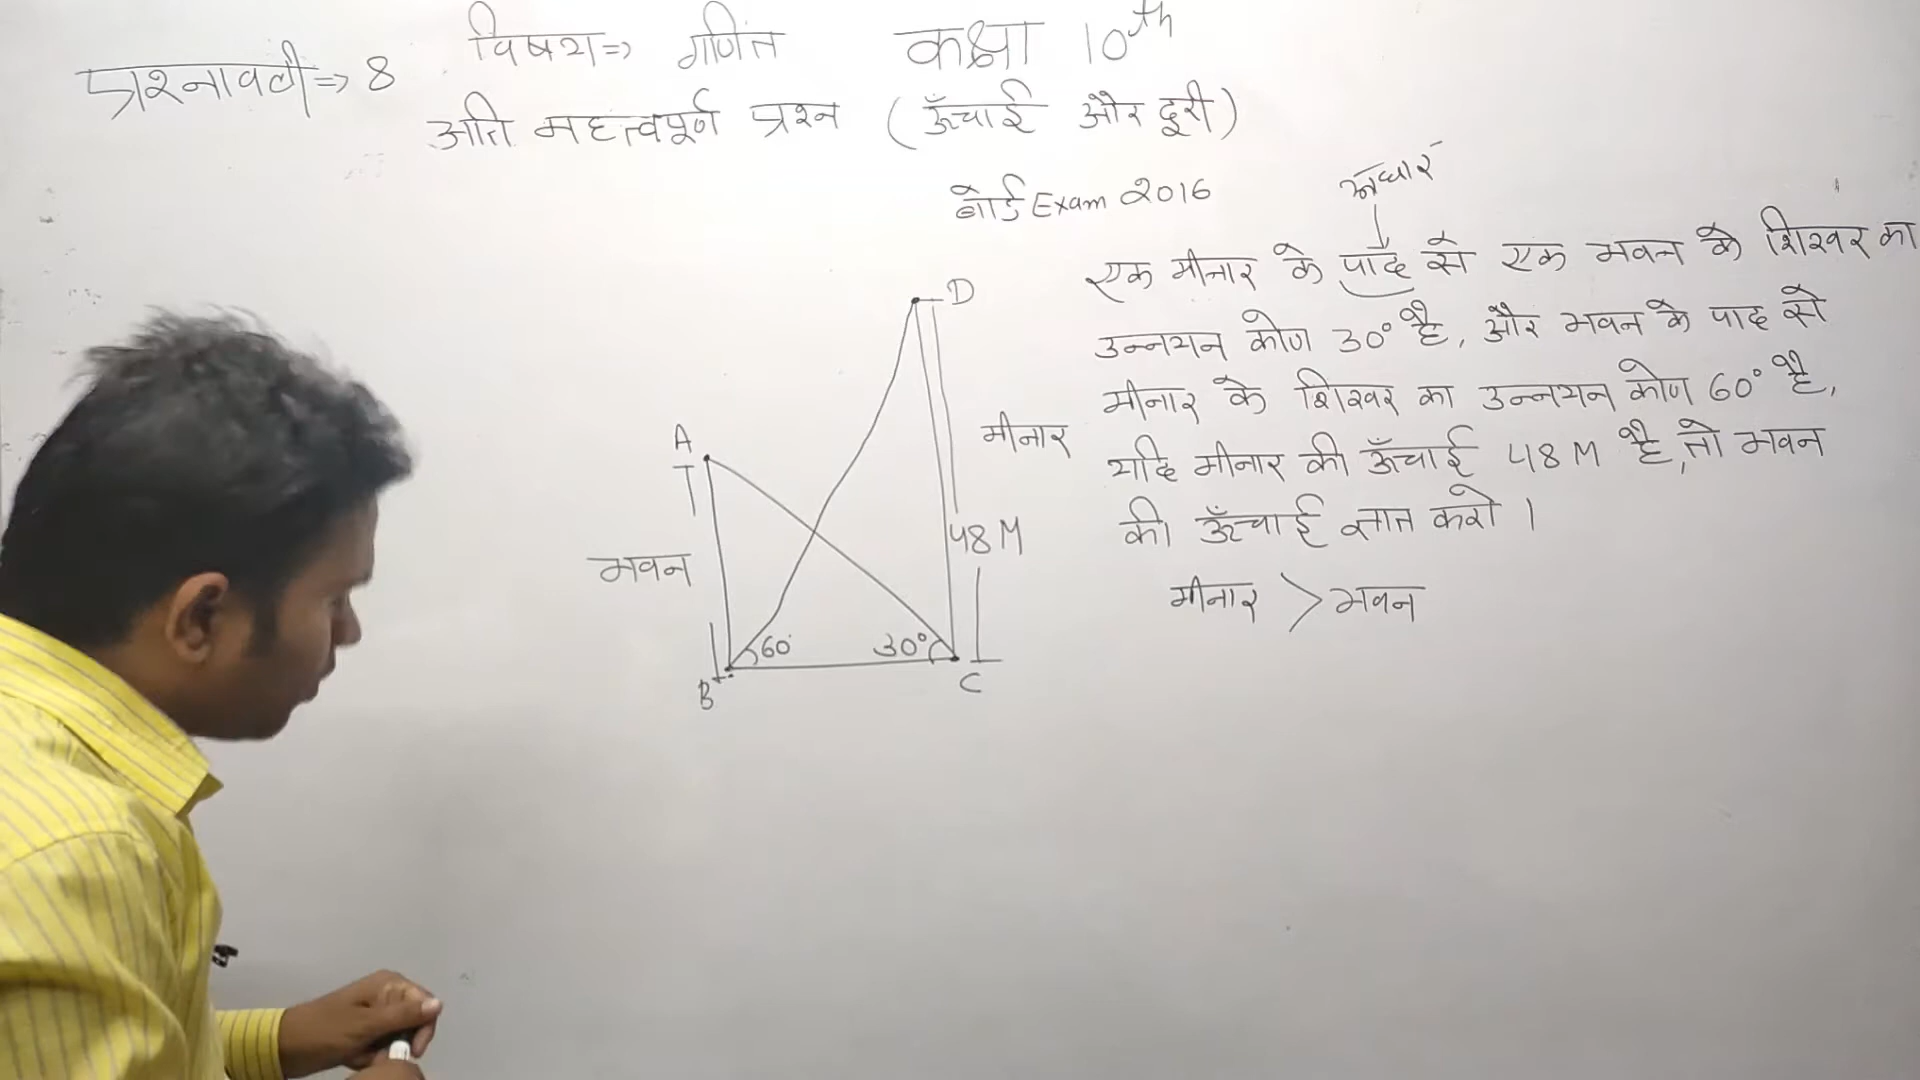 प्रश्नावली => 8
विषय => गणित कक्षा 10th
अति महत्वपूर्ण प्रश्न (ऊँचाई और दूरी)
बोर्ड Exam 2016
अधार
एक मीनार के पाद से एक भवन के शिखर का
उन्नयन कोण 30° है, और भवन के पाद से
मीनार के शिखर का उन्नयन कोण 60° है,
यदि मीनार की ऊँचाई 48 M है, तो भवन
की ऊँचाई ज्ञात करो ।
मीनार > भवन
D
A
मीनार
भवन
48 M
60°
30°
B
C